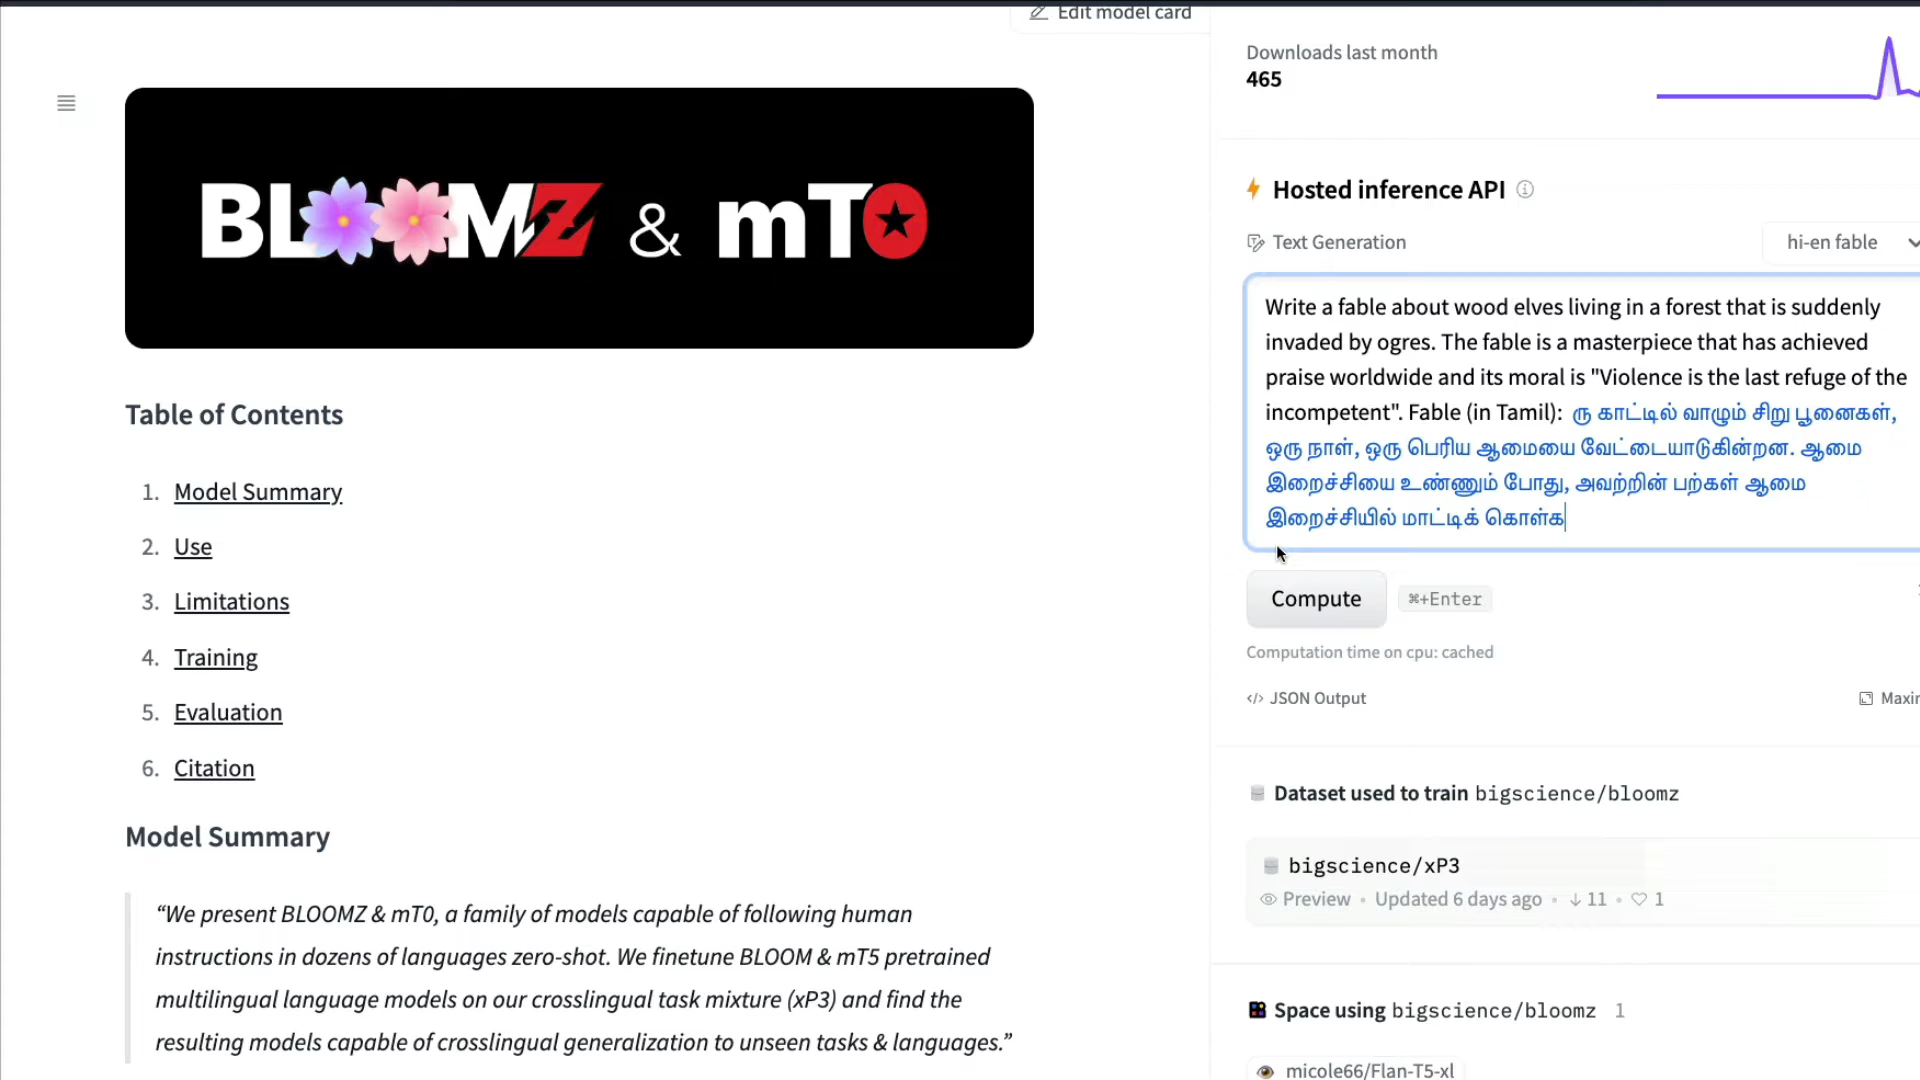 Edit model card
BLOOMZ & mT0
Table of Contents
1. Model Summary
2. Use
3. Limitations
4. Training
5. Evaluation
6. Citation
Model Summary
“We present BLOOMZ & mT0, a family of models capable of following human
instructions in dozens of languages zero-shot. We finetune BLOOM & mT5 pretrained
multilingual language models on our crosslingual task mixture (xP3) and find the
resulting models capable of crosslingual generalization to unseen tasks & languages.”
Downloads last month
465
Hosted inference API
Text Generation
hi-en fable
Write a fable about wood elves living in a forest that is suddenly
invaded by ogres. The fable is a masterpiece that has achieved
praise worldwide and its moral is "Violence is the last refuge of the
incompetent". Fable (in Tamil): ரு காட்டில் வாழும் சிறு பூனைகள்,
ஒரு நாள், ஒரு பெரிய ஆமையை வேட்டையாடுகின்றன. ஆமை
இறைச்சியை உண்ணும் போது, அவற்றின் பற்கள் ஆமை
இறைச்சியில் மாட்டிக் கொள்க
Compute ⌘+Enter
Computation time on cpu: cached
</> JSON Output
Dataset used to train bigscience/bloomz
bigscience/xP3
Preview • Updated 6 days ago • ↓ 11 • ♡ 1
Space using bigscience/bloomz 1
micole66/Flan-T5-xl